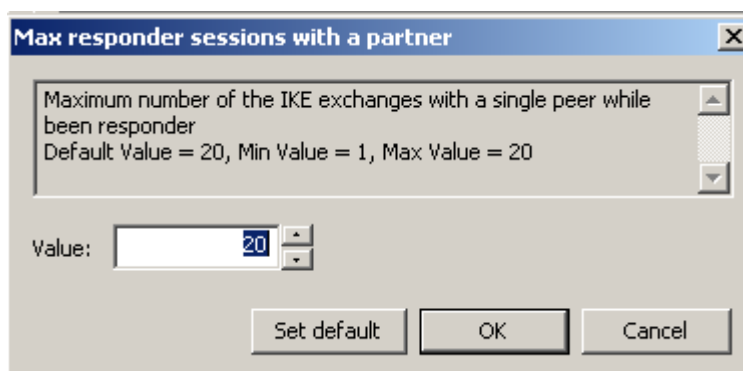 Max responder sessions with a partner
Maximum number of the IKE exchanges with a single peer while
been responder
Default Value = 20, Min Value = 1, Max Value = 20
Value: 20
Set default OK Cancel